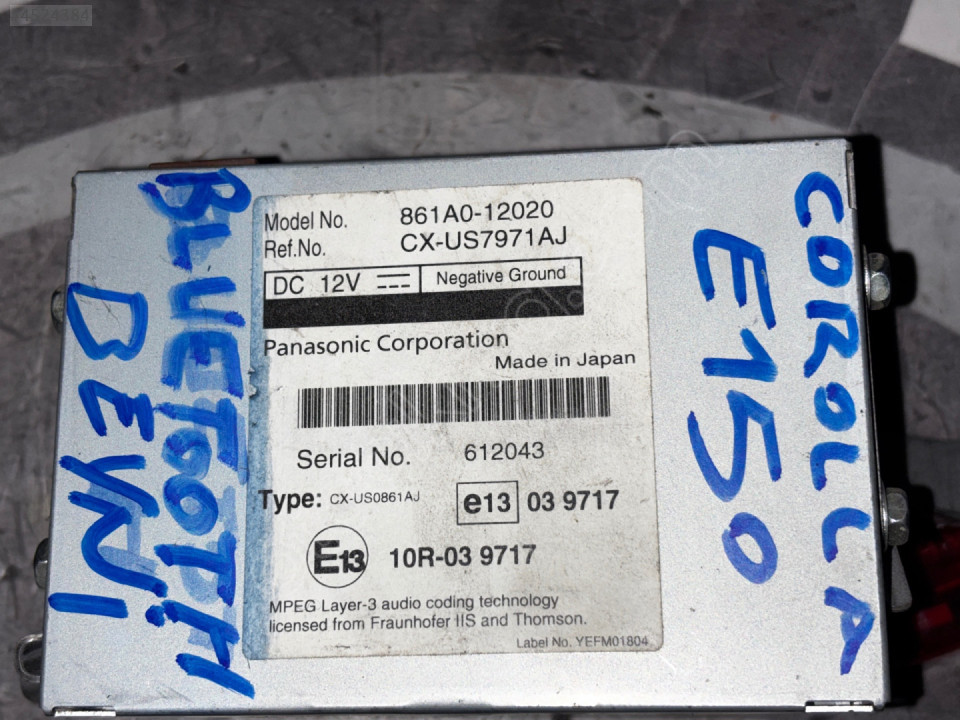 BLUETOOTH
BEYNI
Model No. 861A0-12020
Ref.No. CX-US7971AJ
DC 12V Negative Ground
Panasonic Corporation
Made in Japan
Serial No. 612043
Type: CX-US0861AJ e13 03 9717
E13 10R-03 9717
MPEG Layer-3 audio coding technology
licensed from Fraunhofer IIS and Thomson.
Label No. YEFM01804
COROLLA
E150